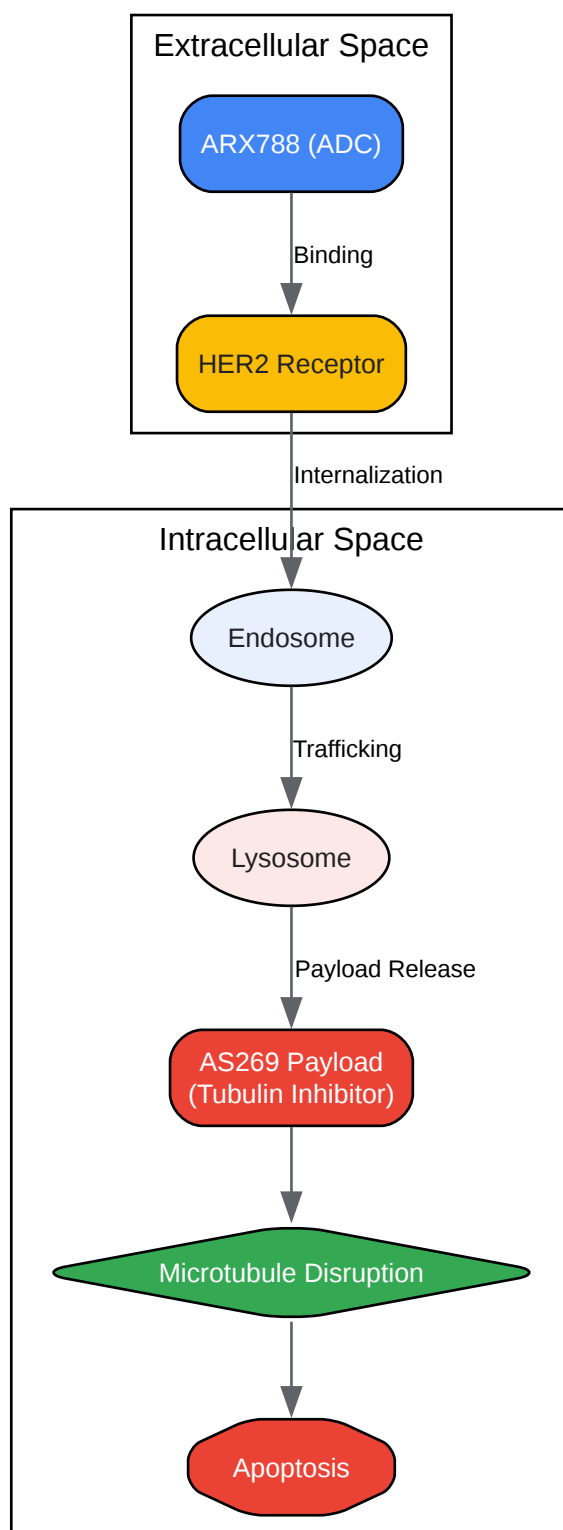 Extracellular Space
ARX788 (ADC)
Binding
HER2 Receptor
Internalization
Intracellular Space
Endosome
Trafficking
Lysosome
Payload Release
AS269 Payload
(Tubulin Inhibitor)
Microtubule Disruption
Apoptosis